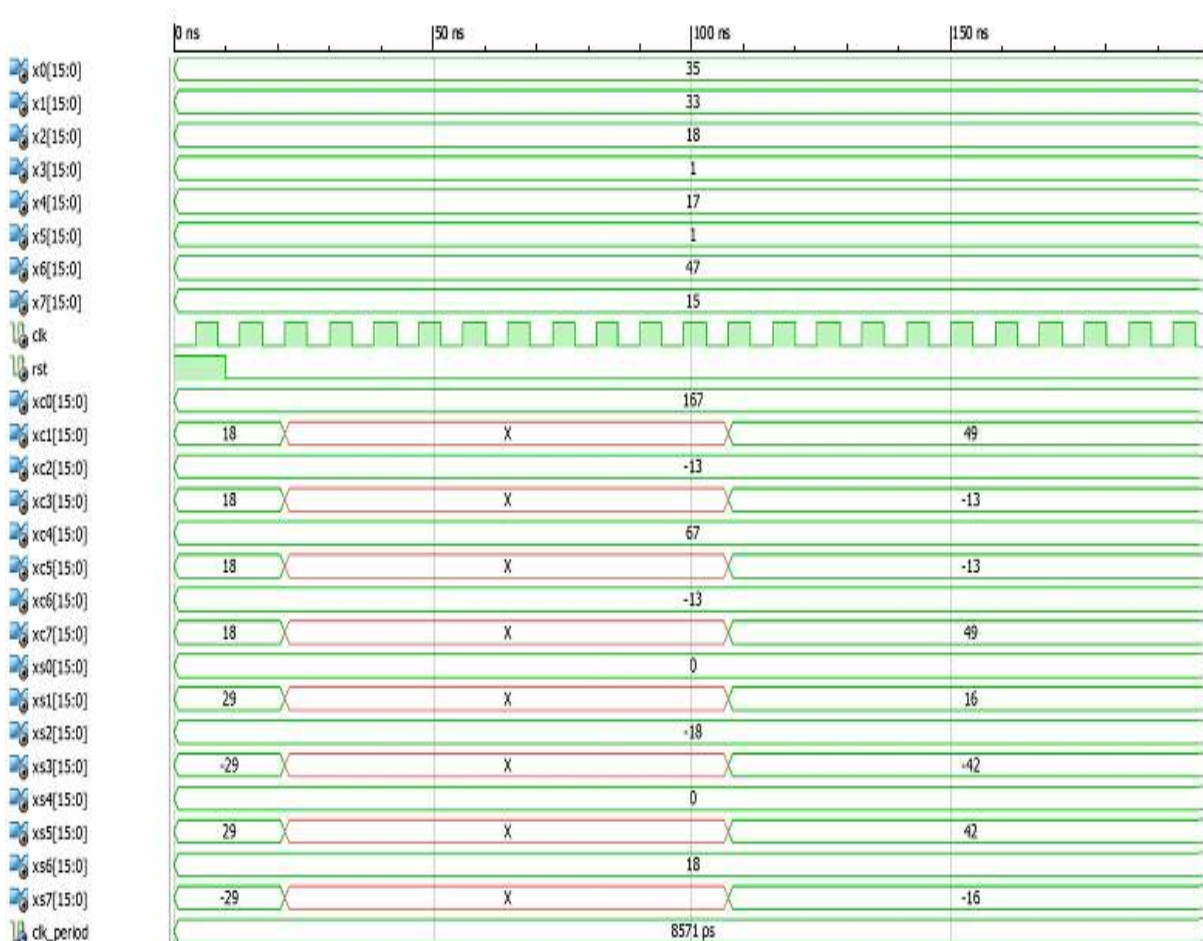 0 ns 50 ns 100 ns 150 ns
x0[15:0] 35
x1[15:0] 33
x2[15:0] 18
x3[15:0] 1
x4[15:0] 17
x5[15:0] 1
x6[15:0] 47
x7[15:0] 15
clk
rst
xc0[15:0] 167
xc1[15:0] 18 X 49
xc2[15:0] -13
xc3[15:0] 18 X -13
xc4[15:0] 67
xc5[15:0] 18 X -13
xc6[15:0] -13
xc7[15:0] 18 X 49
xs0[15:0] 0
xs1[15:0] 29 X 16
xs2[15:0] -18
xs3[15:0] -29 X -42
xs4[15:0] 0
xs5[15:0] 29 X 42
xs6[15:0] 18
xs7[15:0] -29 X -16
clk_period 8571 ps